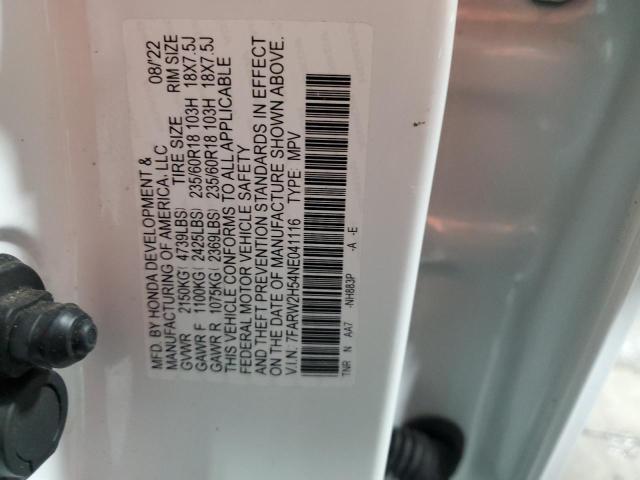 MFD. BY HONDA DEVELOPMENT & 08/22
MANUFACTURING OF AMERICA, LLC TIRE SIZE RIM SIZE
GVWR 2150KG( 4739LBS)
GAWR F 1100KG( 2425LBS) 235/60R18 103H 18X7.5J
GAWR R 1075KG( 2369LBS) 235/60R18 103H 18X7.5J
THIS VEHICLE CONFORMS TO ALL APPLICABLE
FEDERAL MOTOR VEHICLE SAFETY
AND THEFT PREVENTION STANDARDS IN EFFECT
ON THE DATE OF MANUFACTURE SHOWN ABOVE.
V.I.N. 7FARW2H54NE041116 TYPE: MPV
TNR N AA7 -NH883P -A -E